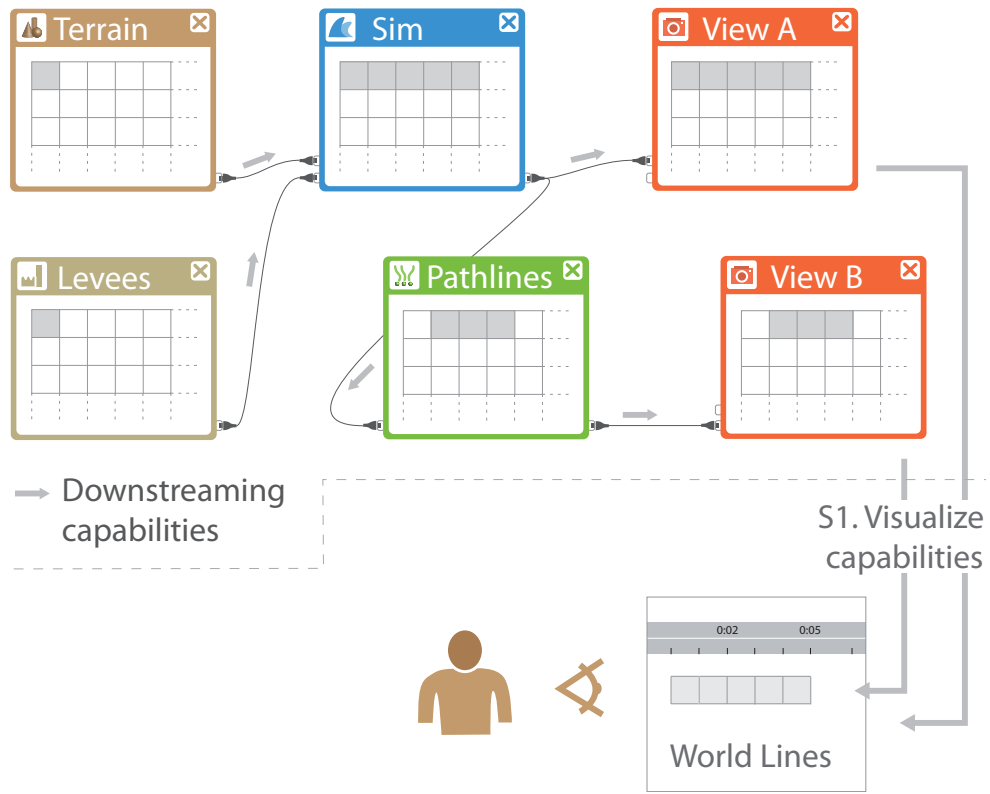 Terrain
Sim
View A
Levees
Pathlines
View B
Downstreaming
capabilities
S1. Visualize
capabilities
0:02 0:05
World Lines